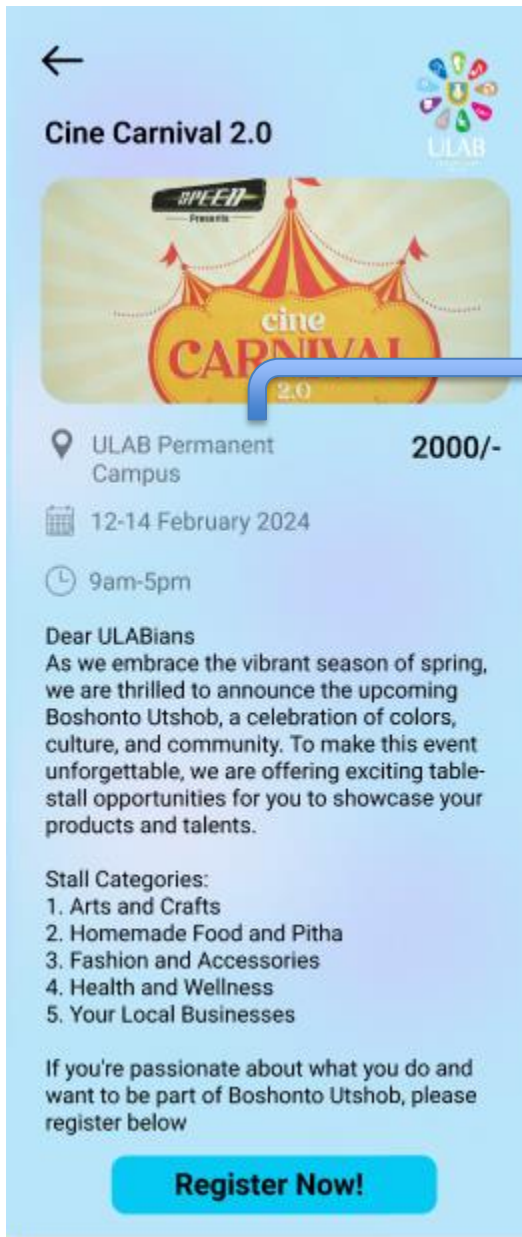 Cine Carnival 2.0
ULAB
SPEED
Presents
cine
CARNIVAL
2.0
ULAB Permanent
Campus
2000/-
12-14 February 2024
9am-5pm
Dear ULABians
As we embrace the vibrant season of spring,
we are thrilled to announce the upcoming
Boshonto Utshob, a celebration of colors,
culture, and community. To make this event
unforgettable, we are offering exciting table-
stall opportunities for you to showcase your
products and talents.
Stall Categories:
1. Arts and Crafts
2. Homemade Food and Pitha
3. Fashion and Accessories
4. Health and Wellness
5. Your Local Businesses
If you're passionate about what you do and
want to be part of Boshonto Utshob, please
register below
Register Now!